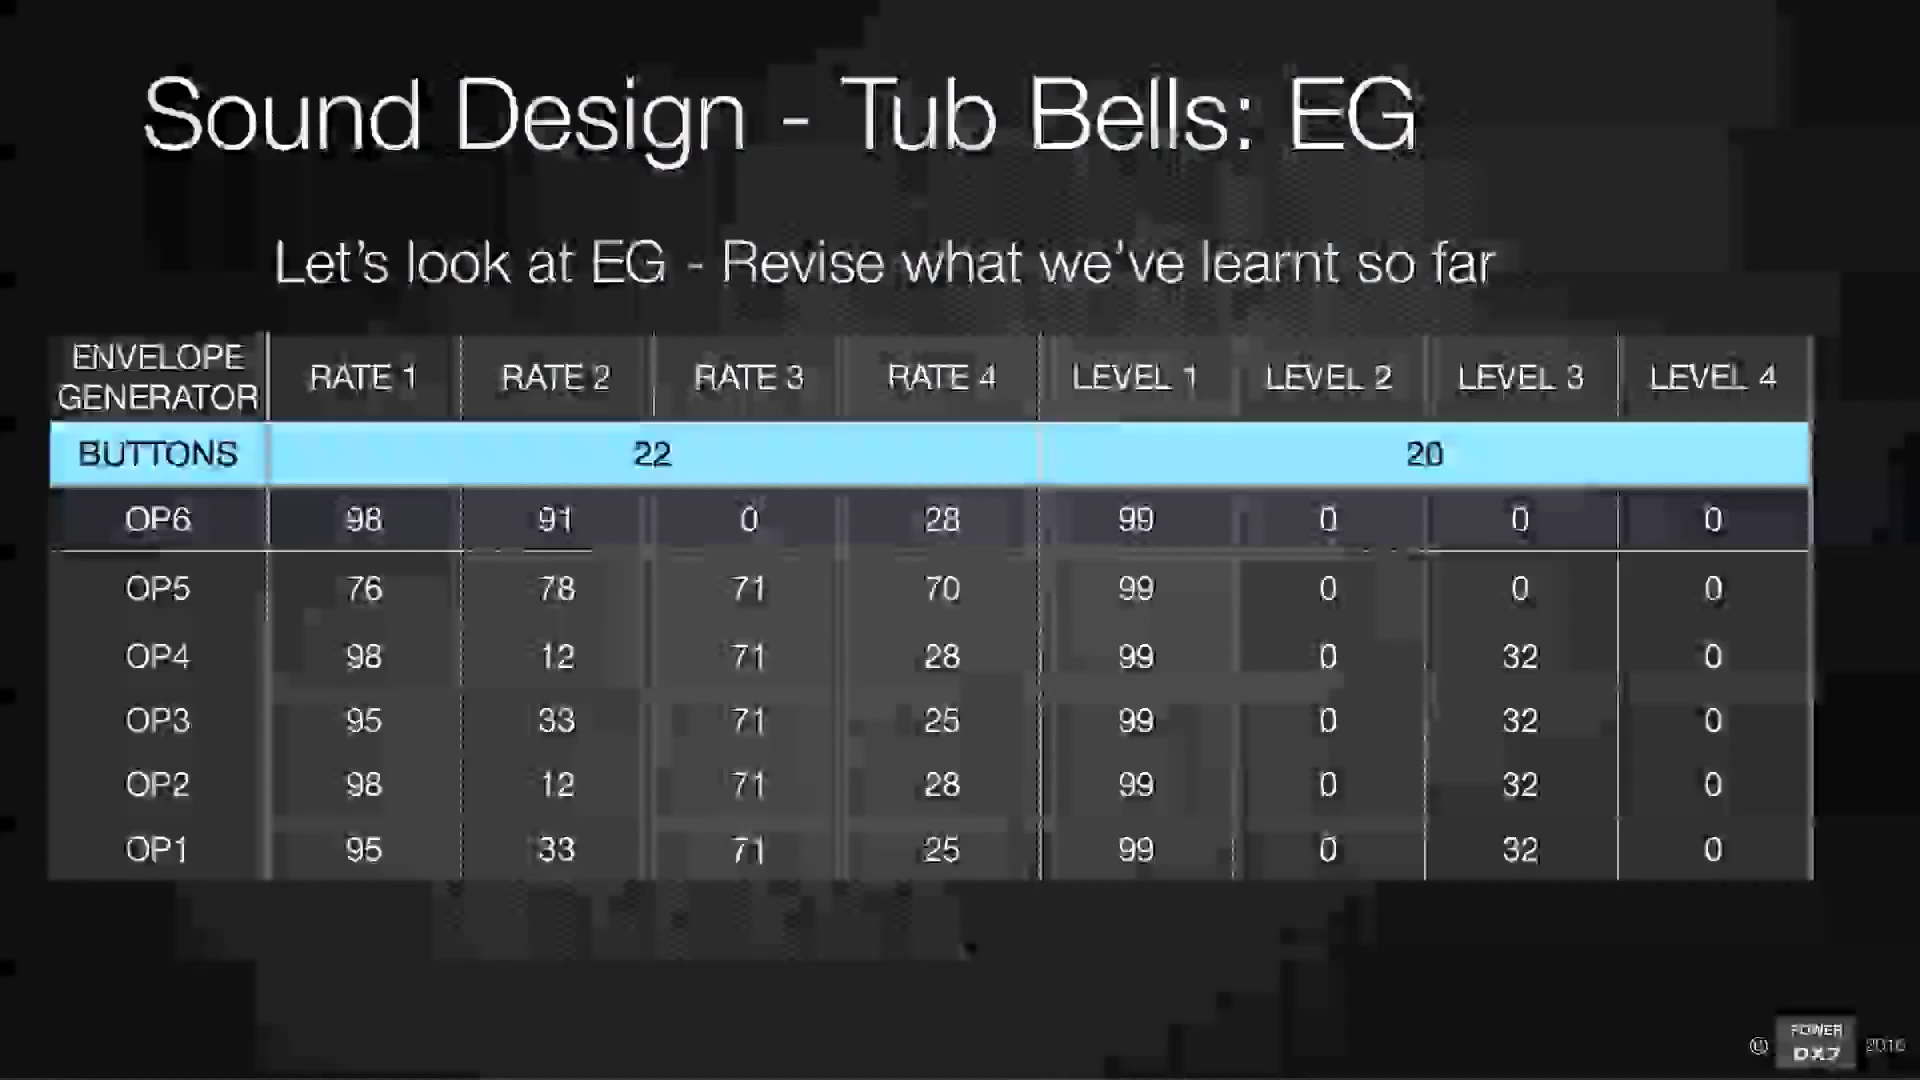 Sound Design - Tub Bells: EG
Let's look at EG - Revise what we've learnt so far
ENVELOPE GENERATOR RATE 1 RATE 2 RATE 3 RATE 4 LEVEL 1 LEVEL 2 LEVEL 3 LEVEL 4
BUTTONS 22 20
OP6 98 91 0 28 99 0 0 0
OP5 76 78 71 70 99 0 0 0
OP4 98 12 71 28 99 0 32 0
OP3 95 33 71 25 99 0 32 0
OP2 98 12 71 28 99 0 32 0
OP1 95 33 71 25 99 0 32 0
© POWER DX7 2016